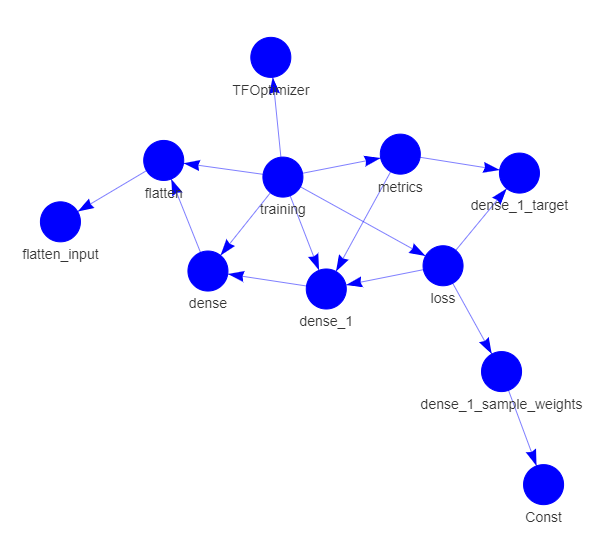 TFOptimizer
flatten
training
metrics
dense_1_target
flatten_input
dense
dense_1
loss
dense_1_sample_weights
Const